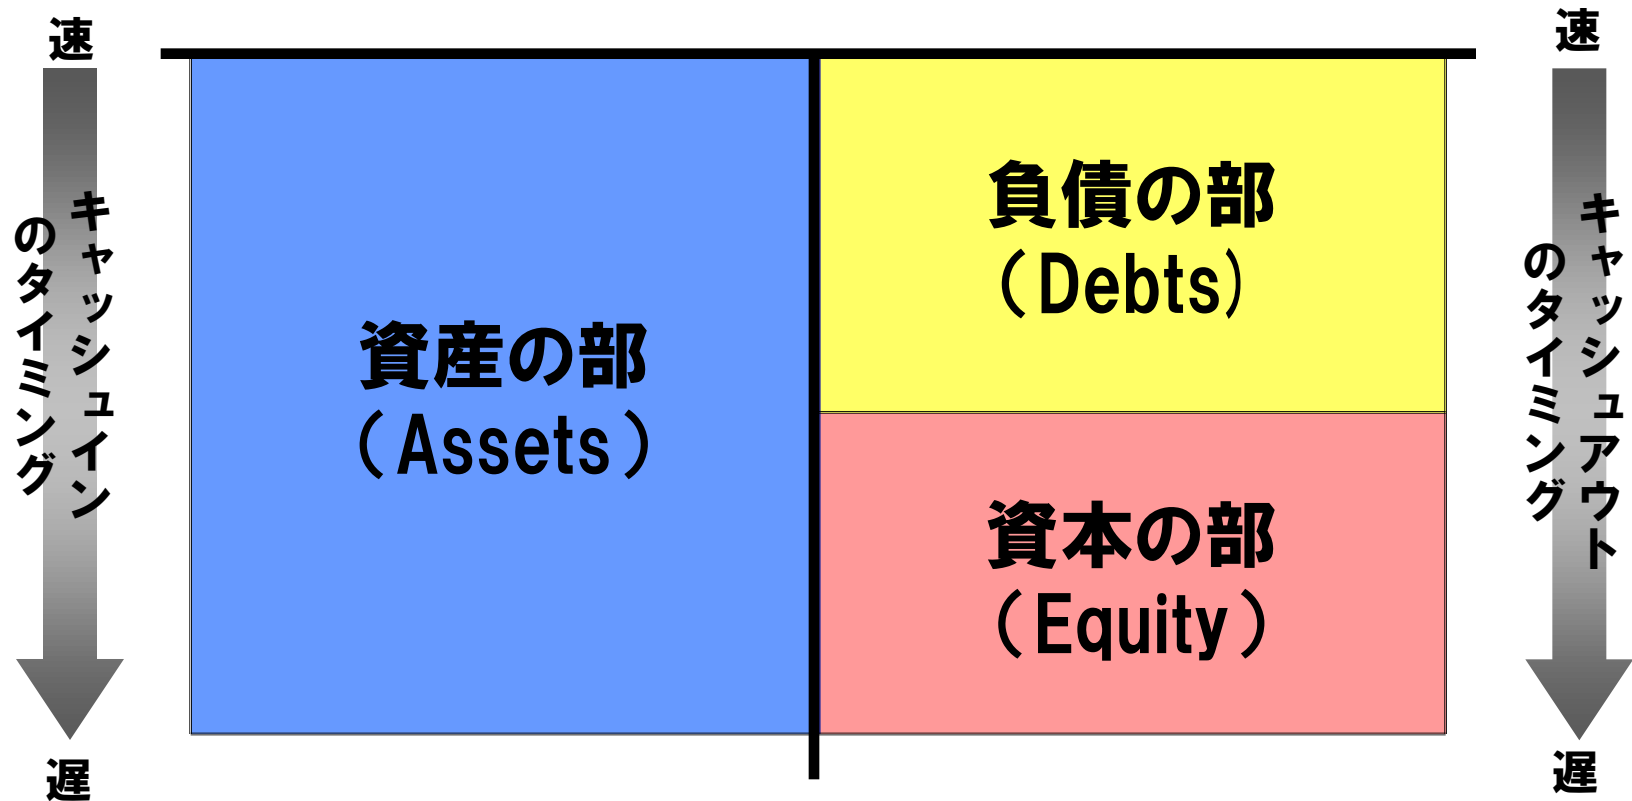 速
キャッシュイン
のタイミング
遅
資産の部
（Assets）
負債の部
（Debts)
資本の部
（Equity）
速
キャッシュアウト
のタイミング
遅